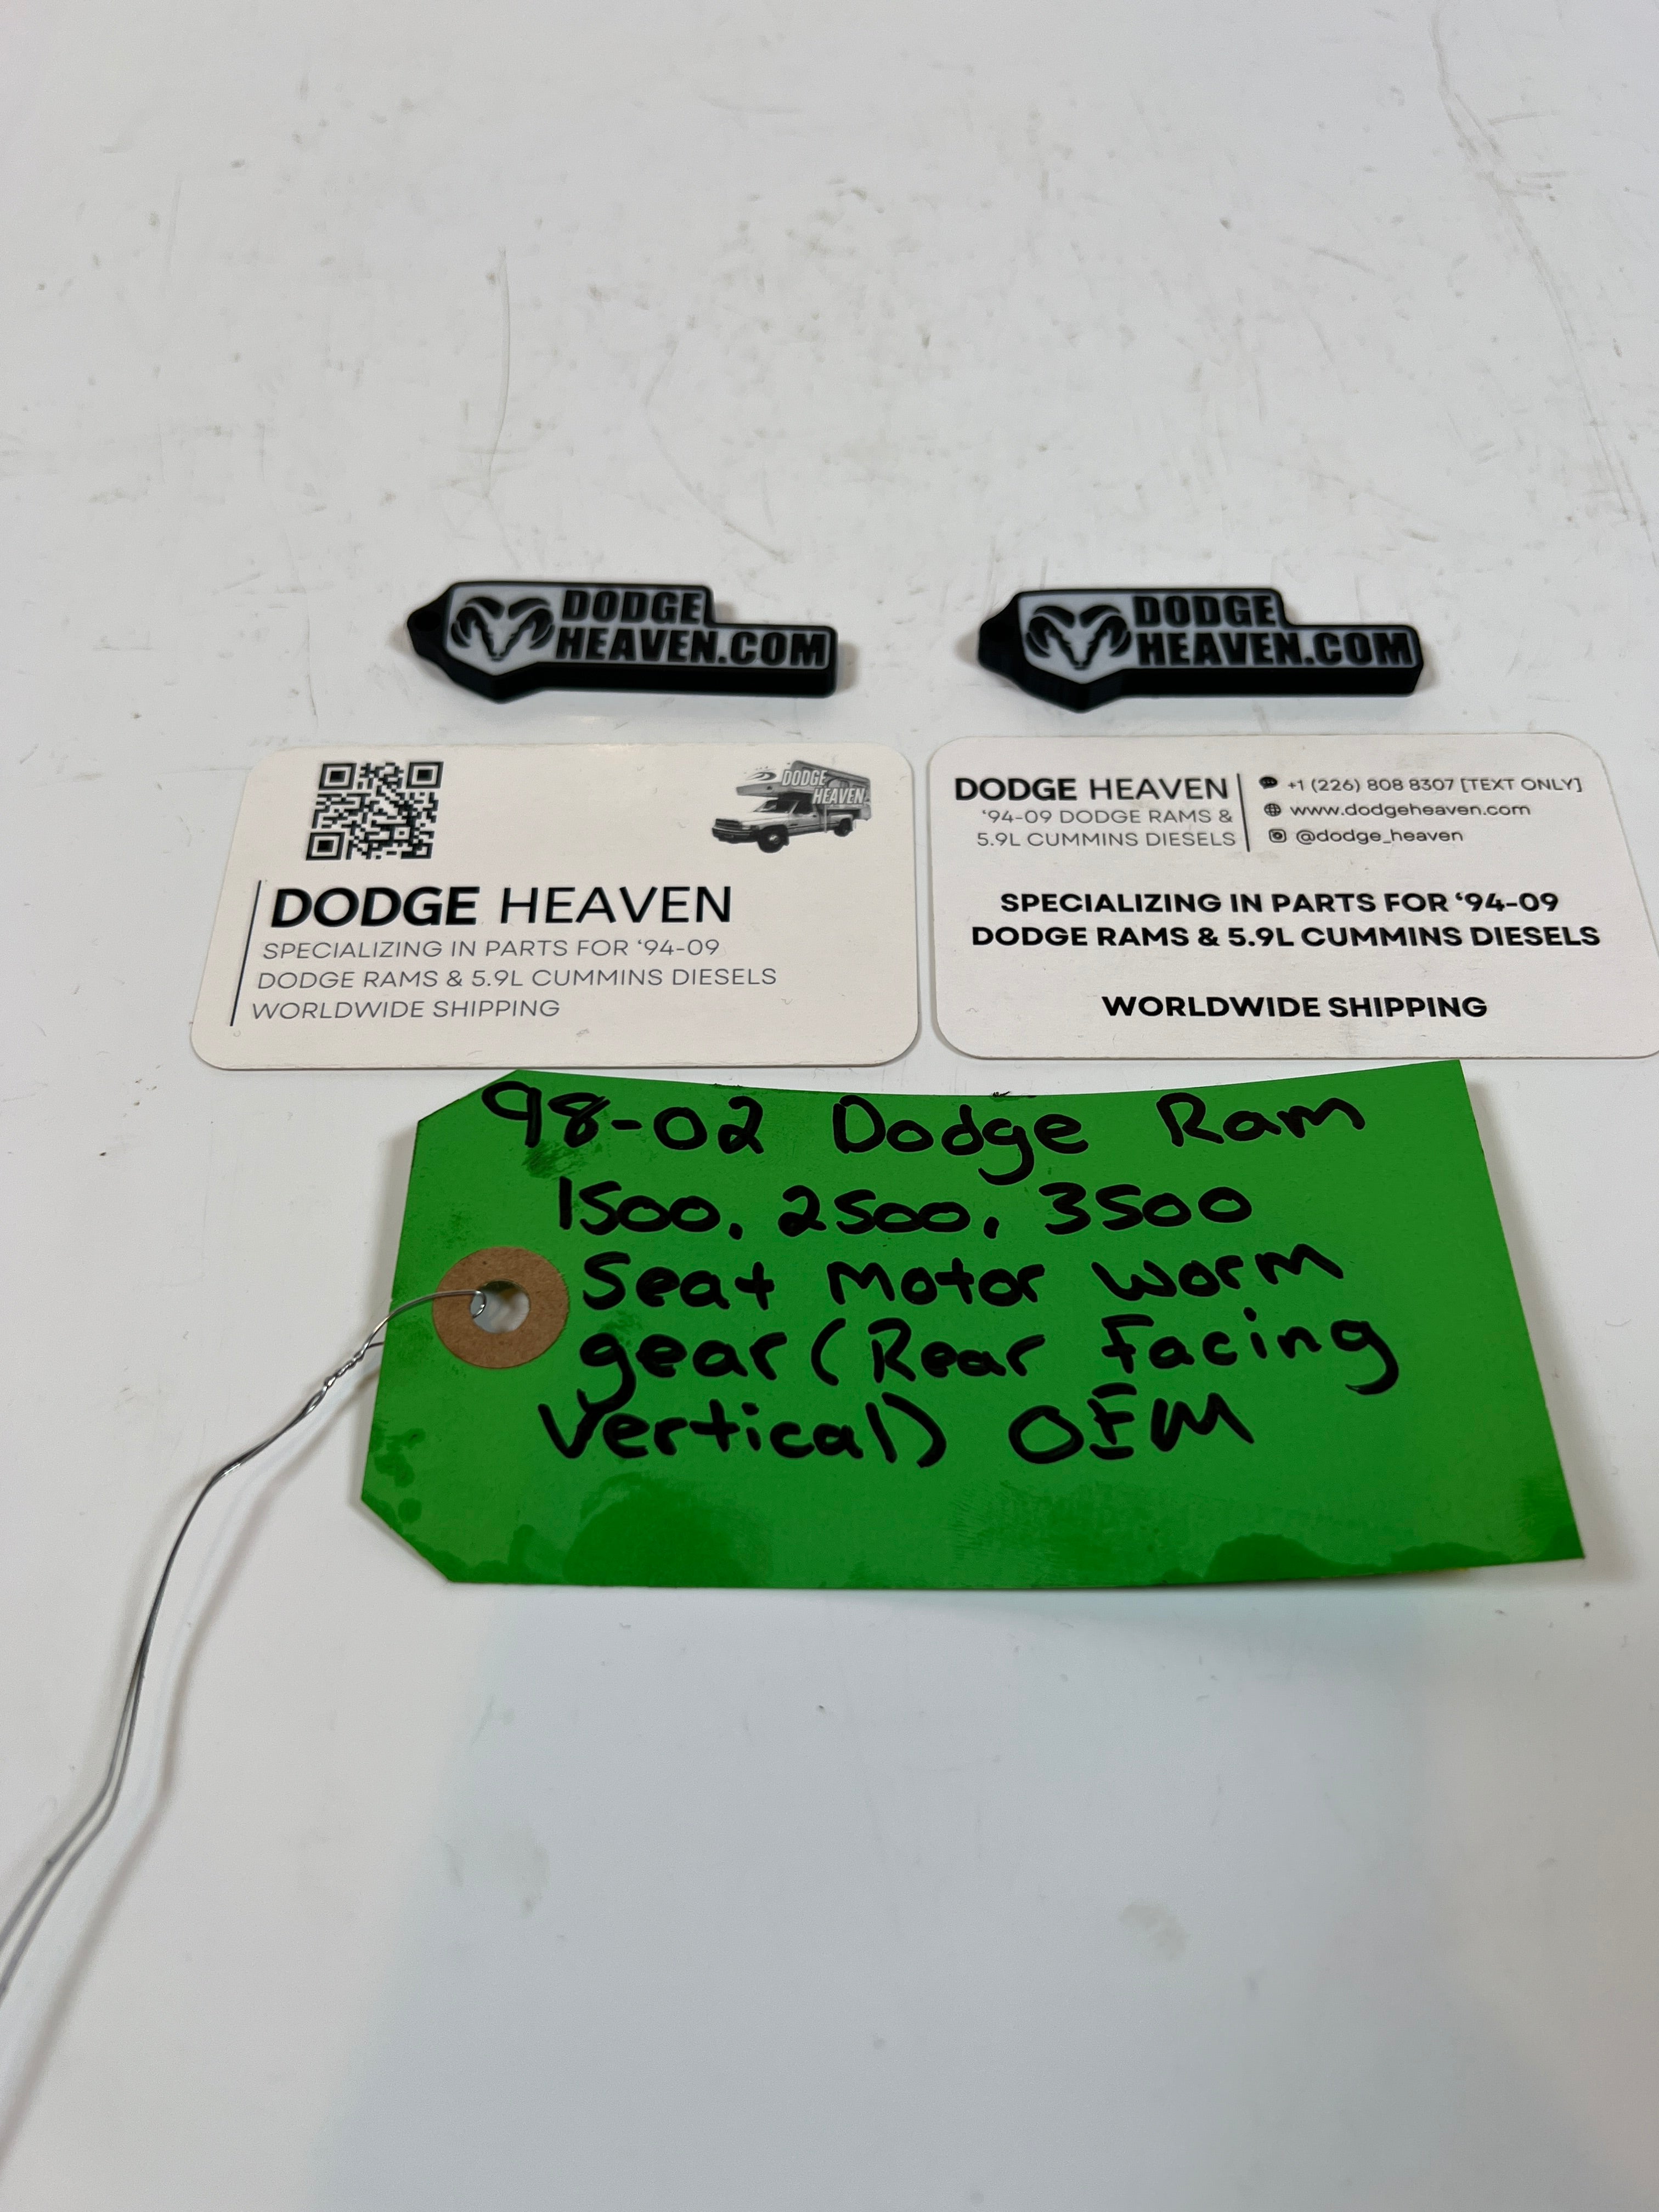 DODGE
HEAVEN.COM
DODGE
HEAVEN.COM
DODGE
HEAVEN
DODGE HEAVEN
SPECIALIZING IN PARTS FOR ‘94-09
DODGE RAMS & 5.9L CUMMINS DIESELS
WORLDWIDE SHIPPING
DODGE HEAVEN
‘94-09 DODGE RAMS &
5.9L CUMMINS DIESELS
+1 (226) 808 8307 [TEXT ONLY]
www.dodgeheaven.com
@dodge_heaven
SPECIALIZING IN PARTS FOR ‘94-09
DODGE RAMS & 5.9L CUMMINS DIESELS
WORLDWIDE SHIPPING
98-02 Dodge Ram
1500, 2500, 3500
Seat Motor Worm
gear (Rear Facing
Vertical) OEM